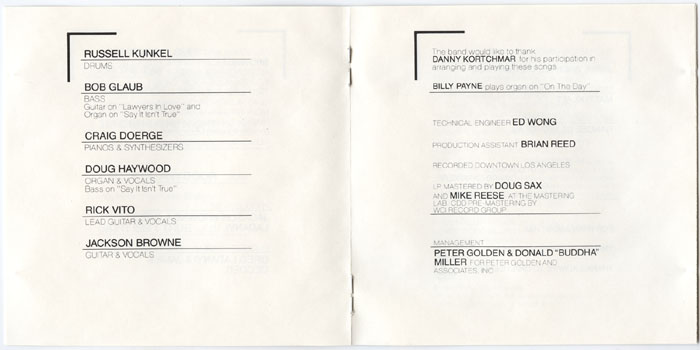 RUSSELL KUNKEL
DRUMS
BOB GLAUB
BASS
Guitar on "Lawyers In Love" and
Organ on "Say It Isn't True"
CRAIG DOERGE
PIANOS & SYNTHESIZERS
DOUG HAYWOOD
ORGAN & VOCALS
Bass on "Say It Isn't True"
RICK VITO
LEAD GUITAR & VOCALS
JACKSON BROWNE
GUITAR & VOCALS
The band would like to thank
DANNY KORTCHMAR for his participation in
arranging and playing these songs.
BILLY PAYNE plays organ on "On The Day"
TECHNICAL ENGINEER ED WONG
PRODUCTION ASSISTANT BRIAN REED
RECORDED DOWNTOWN LOS ANGELES
LP MASTERED BY DOUG SAX
AND MIKE REESE AT THE MASTERING
LAB. CDD PRE-MASTERING BY
WCI RECORD GROUP
MANAGEMENT
PETER GOLDEN & DONALD "BUDDHA"
MILLER FOR PETER GOLDEN AND
ASSOCIATES, INC.